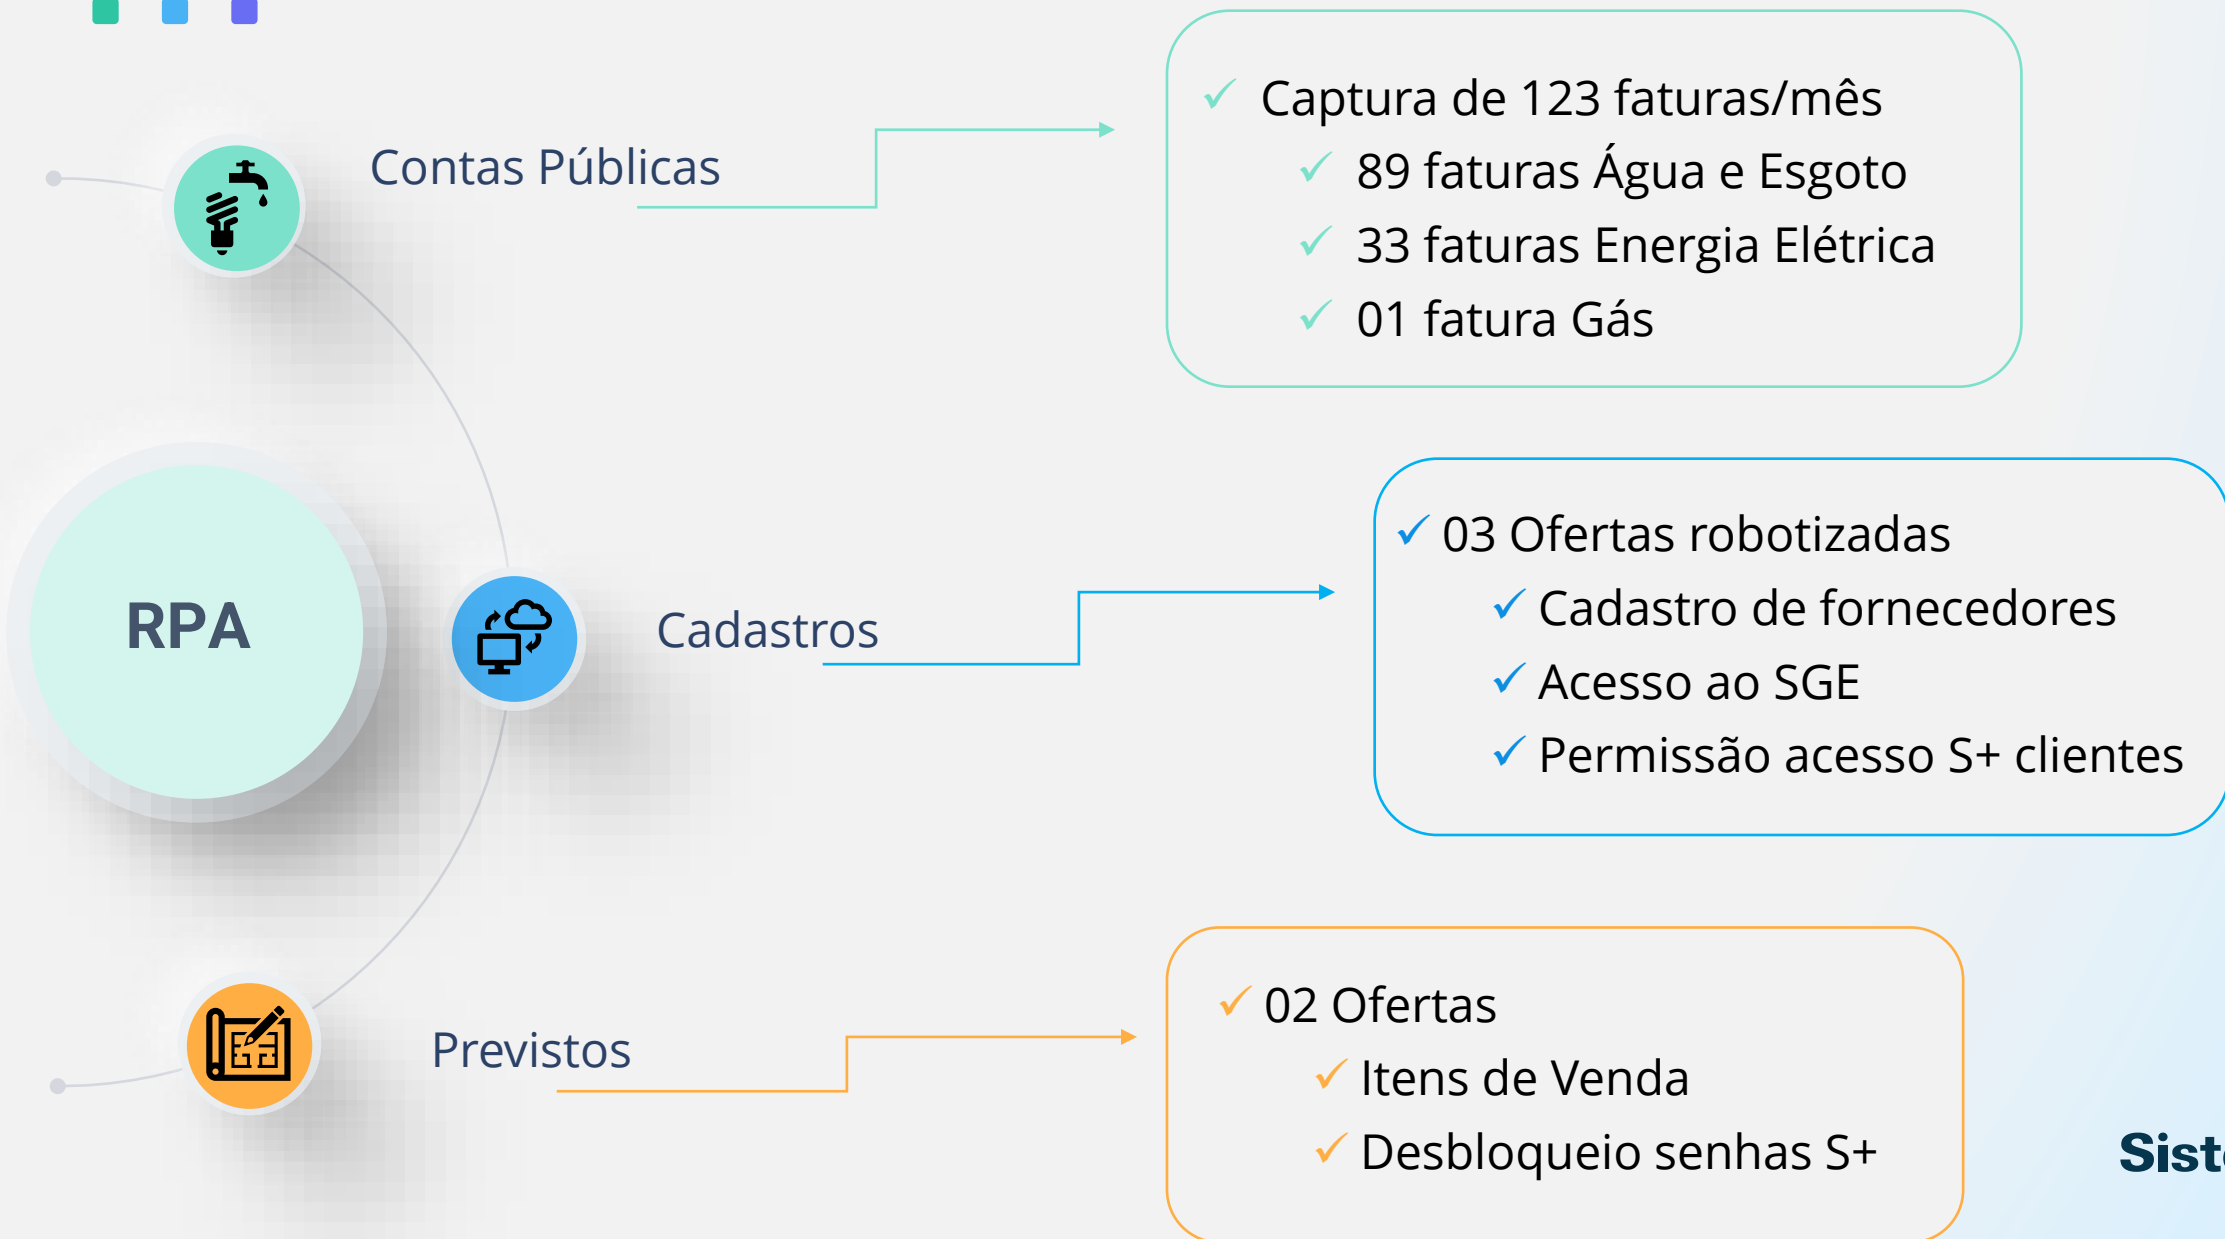 Contas Públicas
Captura de 123 faturas/mês
89 faturas Água e Esgoto
33 faturas Energia Elétrica
01 fatura Gás
RPA
Cadastros
03 Ofertas robotizadas
Cadastro de fornecedores
Acesso ao SGE
Permissão acesso S+ clientes
Previstos
02 Ofertas
Itens de Venda
Desbloqueio senhas S+